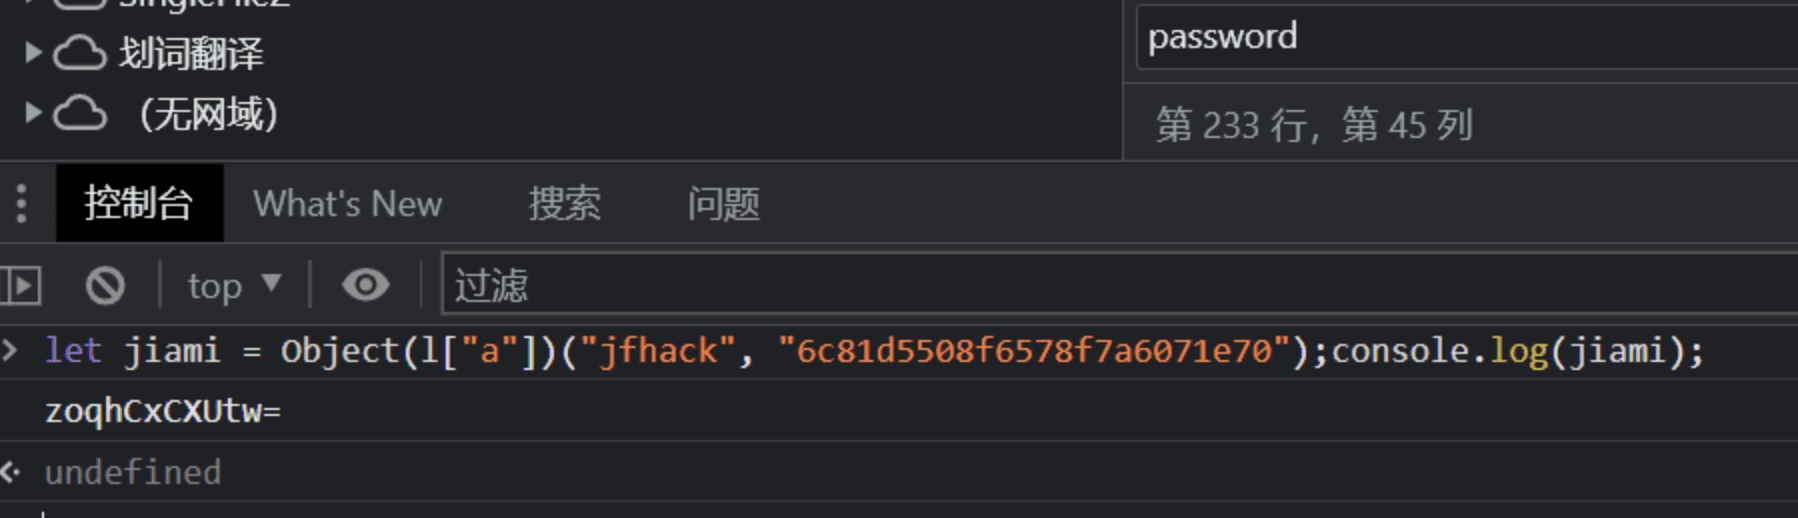 singleFileZ
划词翻译
password
(无网域)
第 233 行，第 45 列
控制台 What's New 搜索 问题
top ▼ 过滤
let jiami = Object(l["a"])("jfhack", "6c81d5508f6578f7a6071e70");console.log(jiami);
zoqhCxCXUtw=
undefined